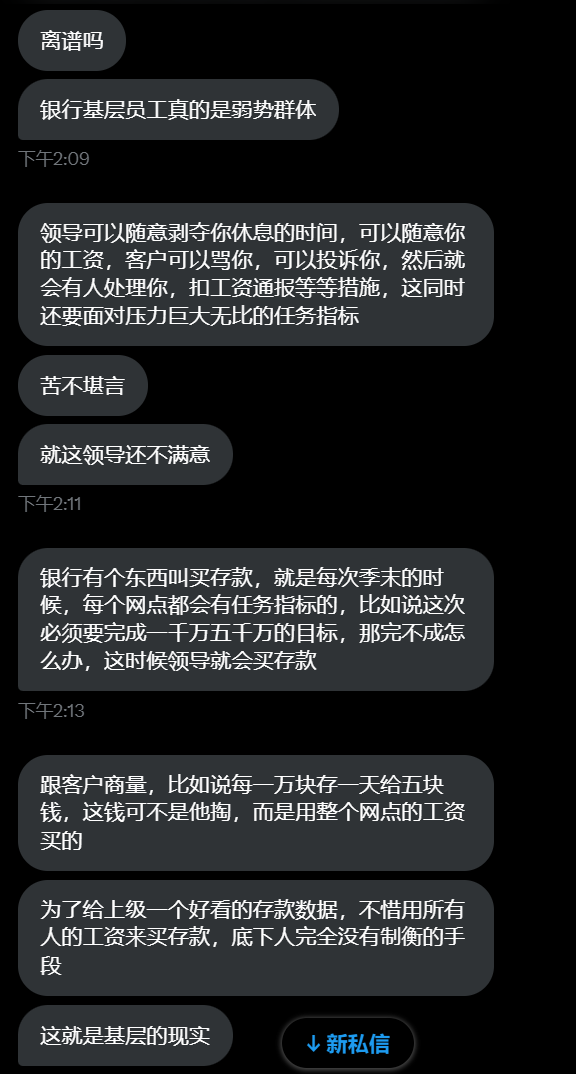 离谱吗
银行基层员工真的是弱势群体
下午2:09
领导可以随意剥夺你休息的时间，可以随意你
的工资，客户可以骂你，可以投诉你，然后就
会有人处理你，扣工资通报等等措施，这同时
还要面对压力巨大无比的任务指标
苦不堪言
就这领导还不满意
下午2:11
银行有个东西叫买存款，就是每次季末的时
候，每个网点都会有任务指标的，比如说这次
必须要完成一千万五千万的目标，那完不成怎
么办，这时候领导就会买存款
下午2:13
跟客户商量，比如说每一万块存一天给五块
钱，这钱可不是他掏，而是用整个网点的工资
买的
为了给上级一个好看的存款数据，不惜用所有
人的工资来买存款，底下人完全没有制衡的手
段
这就是基层的现实
↓ 新私信